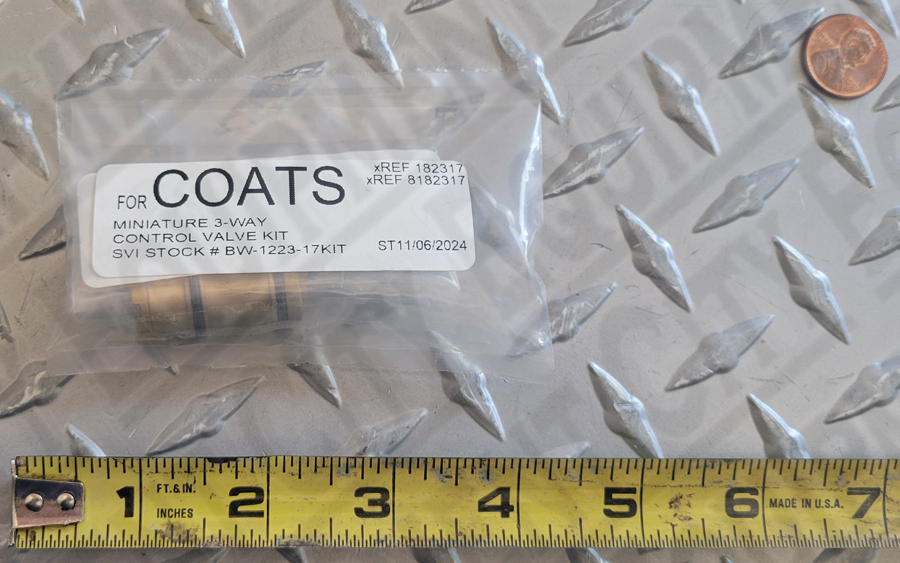 FOR COATS
xREF 182317
xREF 8182317
MINIATURE 3-WAY
CONTROL VALVE KIT
SVI STOCK # BW-1223-17KIT
ST11/06/2024
1 FT. & IN. 2 3 4 5 6 MADE IN U.S.A. 7
INCHES